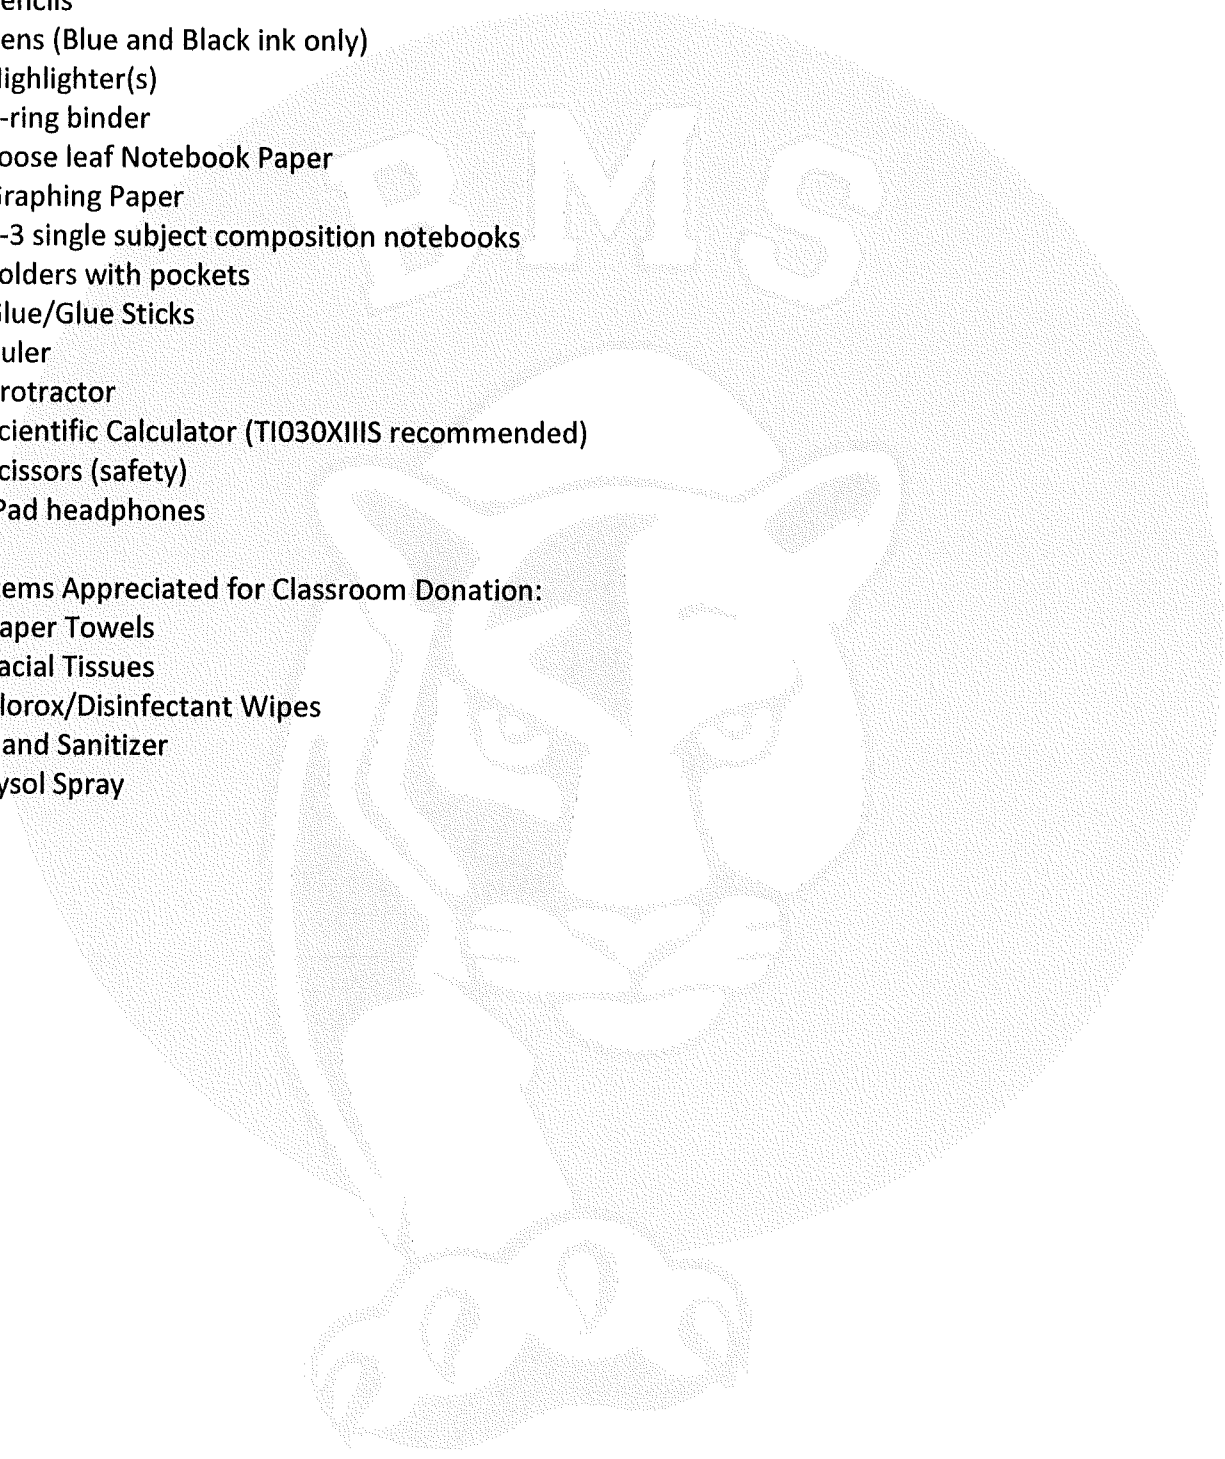 encils
ens (Blue and Black ink only)
ighlighter(s)
-ring binder
oose leaf Notebook Paper
raphing Paper
-3 single subject composition notebooks
olders with pockets
lue/Glue Sticks
uler
rotractor
cientific Calculator (TI030XIIIS recommended)
cissors (safety)
Pad headphones
tems Appreciated for Classroom Donation:
aper Towels
acial Tissues
lorox/Disinfectant Wipes
and Sanitizer
ysol Spray
BMS